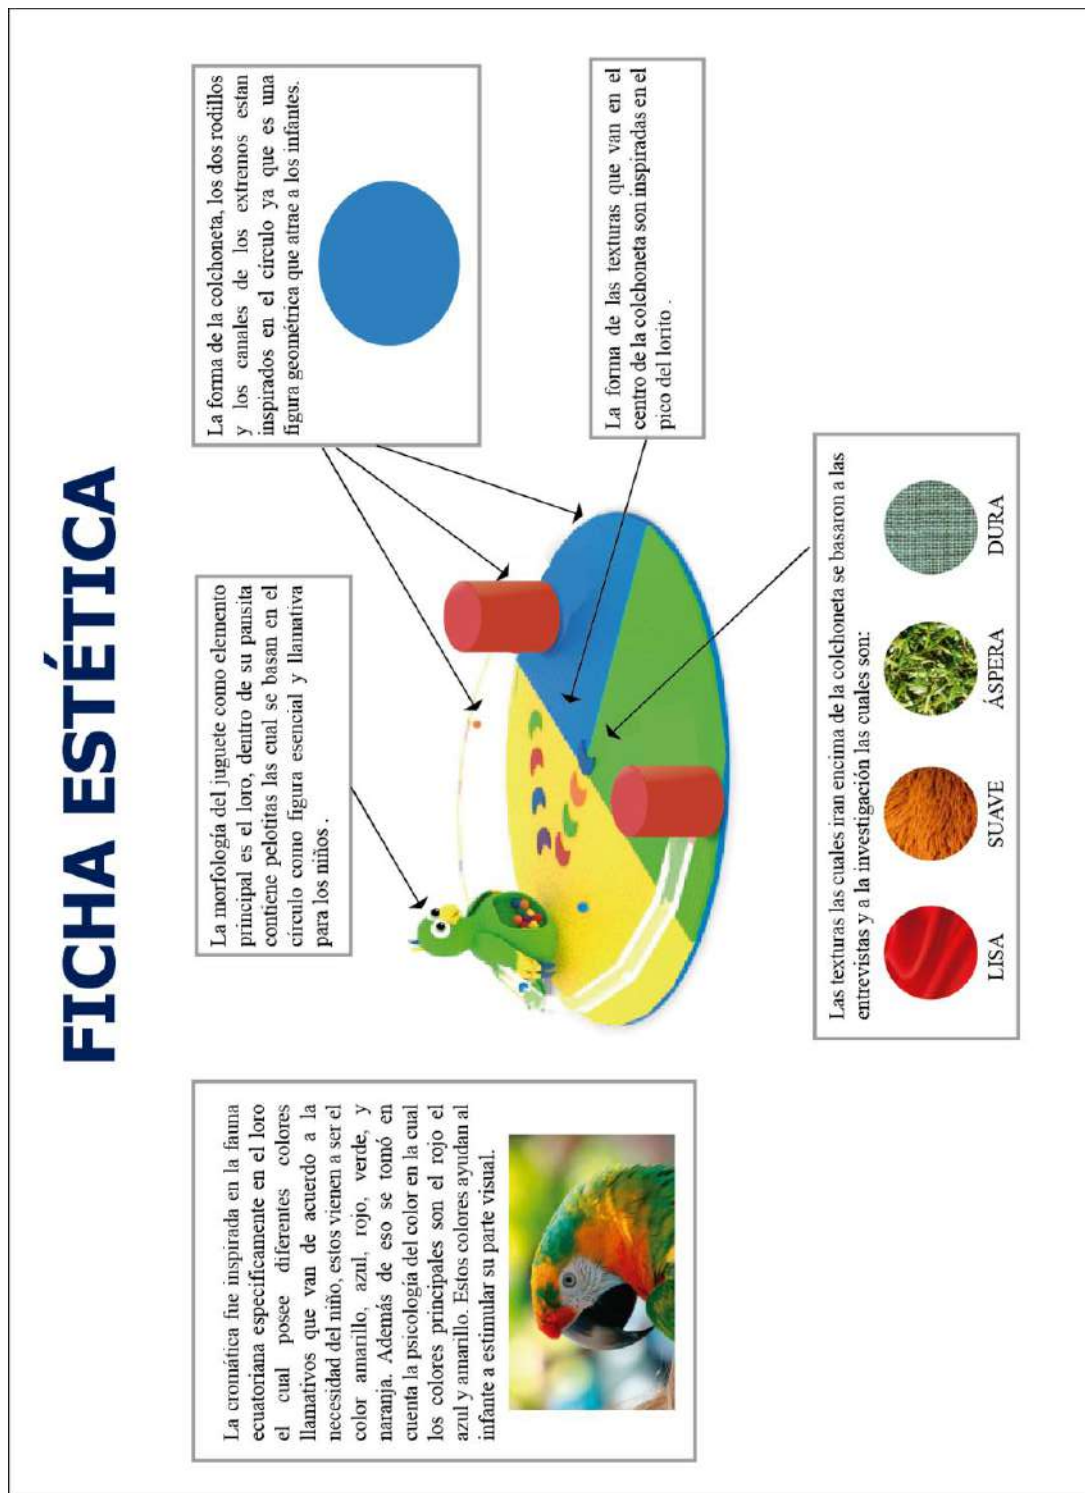 FICHA ESTÉTICA
La cromática fue inspirada en la fauna
ecuatoriana especificamente en el loro
el cual posee diferentes colores
llamativos que van de acuerdo a la
necesidad del niño, estos vienen a ser el
color amarillo, azul, rojo, verde, y
naranja. Además de eso se tomó en
cuenta la psicología del color en la cual
los colores principales son el rojo el
azul y amarillo. Estos colores ayudan al
infante a estimular su parte visual.
La morfología del juguete como elemento
principal es el loro, dentro de su pansita
contiene pelotitas las cual se basan en el
círculo como figura esencial y llamativa
para los niños .
La forma de la colchoneta, los dos rodillos
y los canales de los extremos estan
inspirados en el círculo ya que es una
figura geométrica que atrae a los infantes.
La forma de las texturas que van en el
centro de la colchoneta son inspiradas en el
pico del lorito .
Las texturas las cuales iran encima de la colchoneta se basaron a las
entrevistas y a la investigación las cuales son:
LISA
SUAVE
ÁSPERA
DURA